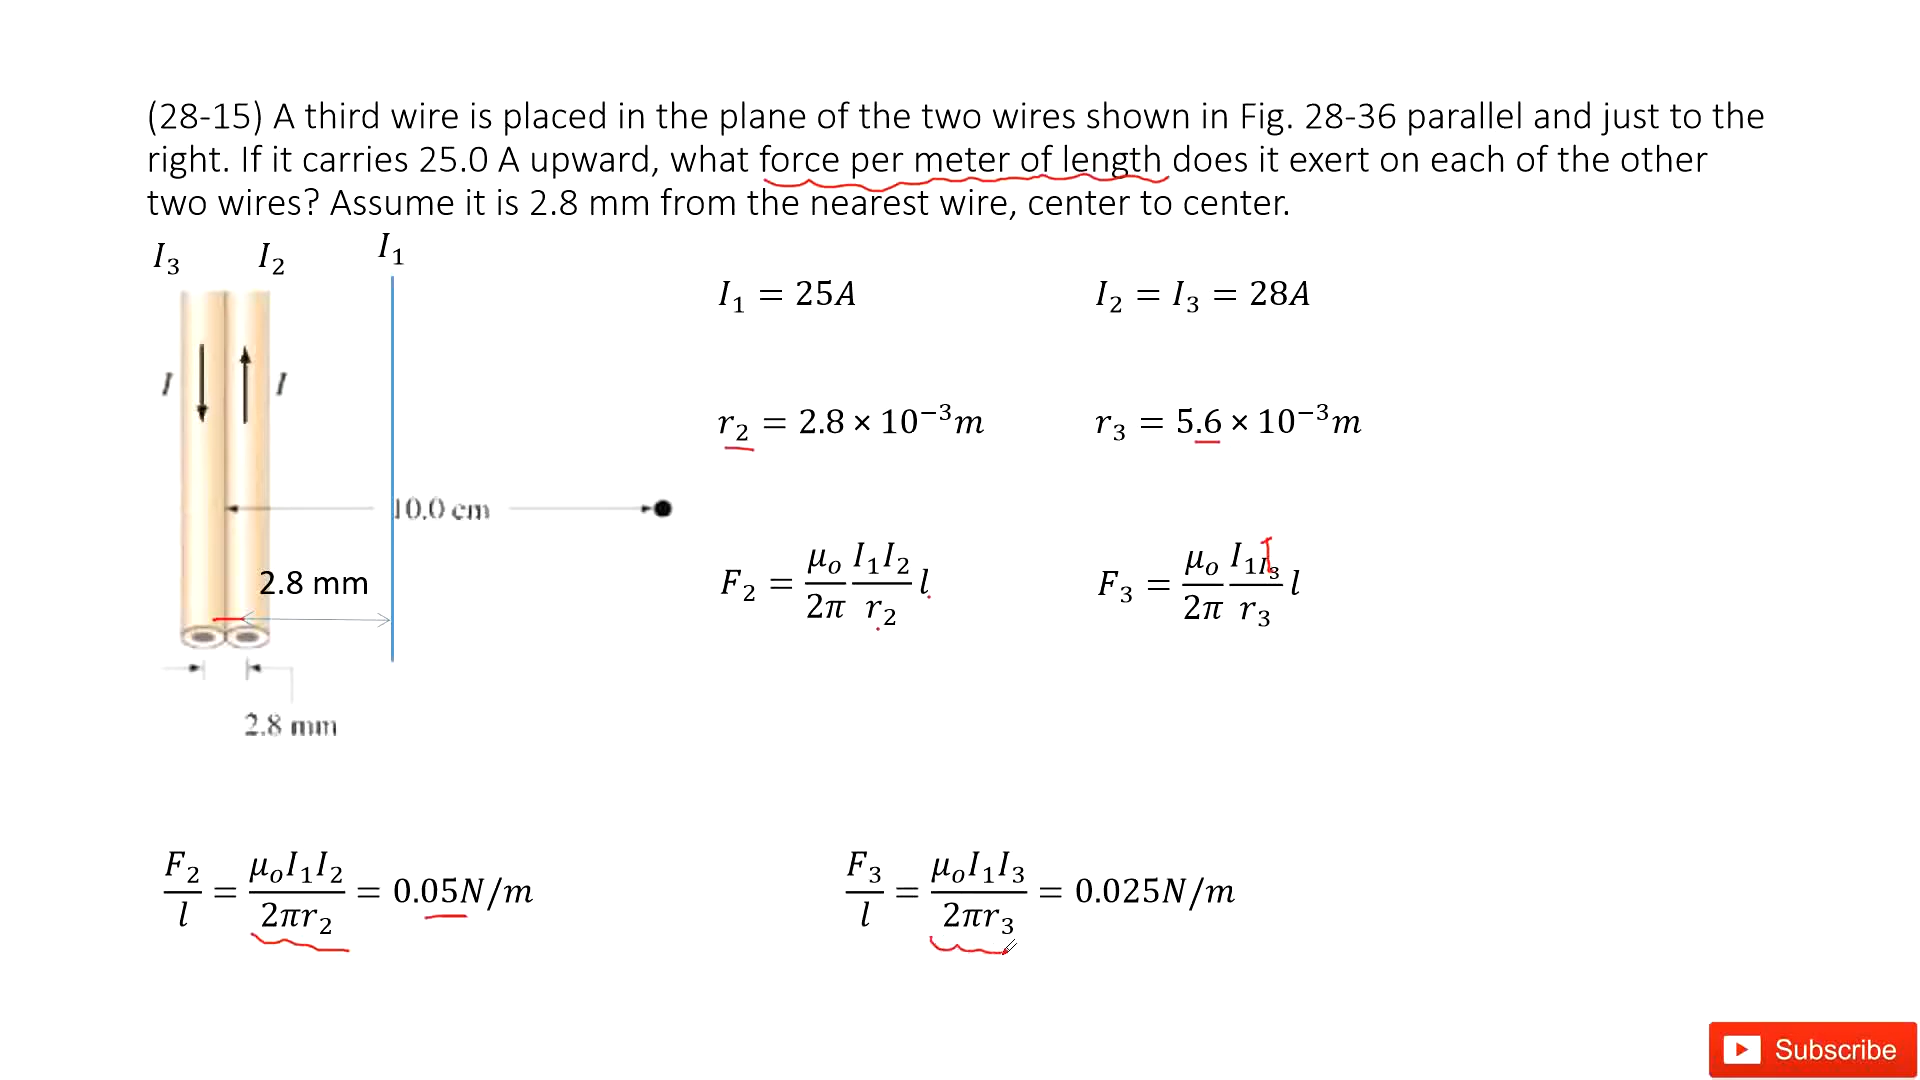 (28-15) A third wire is placed in the plane of the two wires shown in Fig. 28-36 parallel and just to the
right. If it carries 25.0 A upward, what force per meter of length does it exert on each of the other
two wires? Assume it is 2.8 mm from the nearest wire, center to center.
I₃ I₂ I₁
I₁ = 25A I₂ = I₃ = 28A
I I
r₂ = 2.8 × 10⁻³m r₃ = 5.6 × 10⁻³m
10.0 cm
F₂ = μₒ/2π I₁I₂/r₂ l F₃ = μₒ/2π I₁I₃/r₃ l
2.8 mm
2.8 mm
F₂/l = μₒI₁I₂/2πr₂ = 0.05N/m F₃/l = μₒI₁I₃/2πr₃ = 0.025N/m
Subscribe